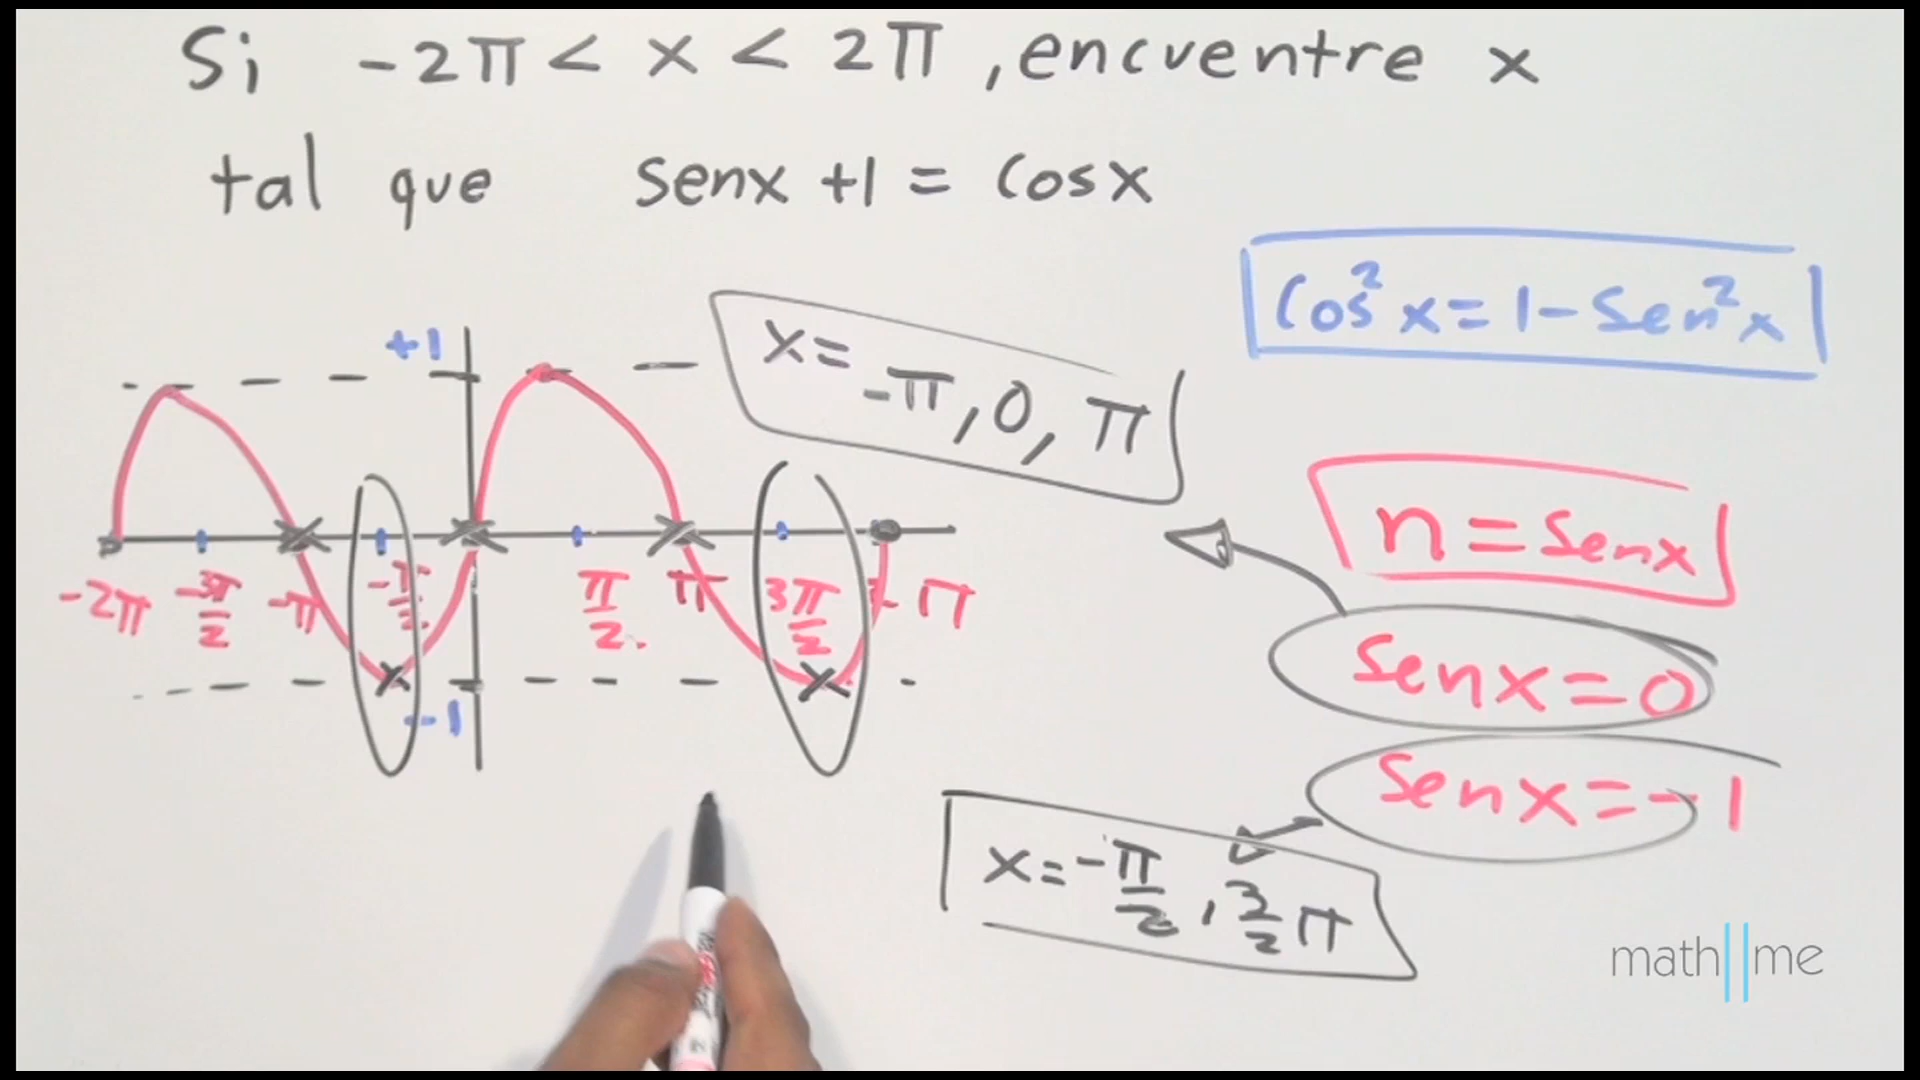 Si -2π < x < 2π, encuentre x
tal que senx +1 = cosx
cos²x = 1 - sen²x
+1
x = -π, 0, π
n = senx
-2π -3π/2 -π -π/2 π/2 π 3π/2 2π
senx = 0
-1
senx = -1
x = -π/2, 3/2 π
math||me